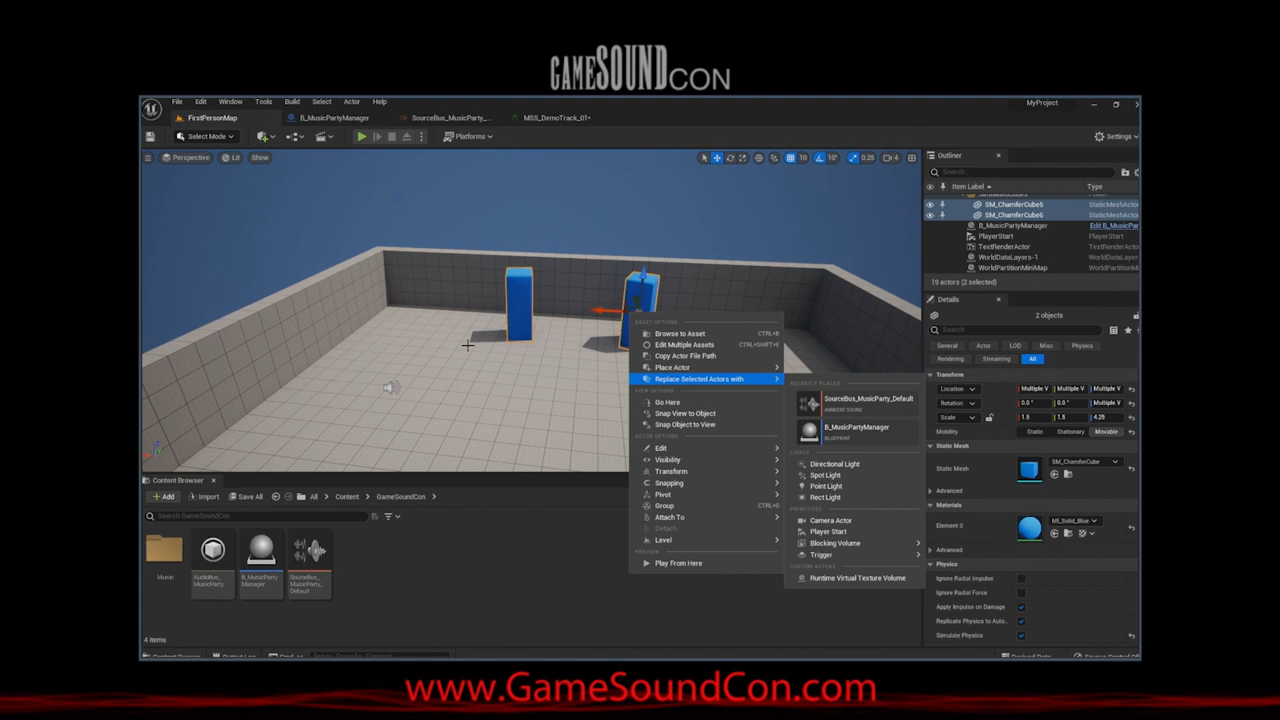 GAMESOUNDCON
File Edit Window Tools Build Select Actor Help
MyProject
FirstPersonMap B_MusicPartyManager SourceBus_MusicParty_... MSS_DemoTrack_01*
Select Mode Platforms Settings
Perspective Lit Show 10 10° 0.25 4
Outliner
Search...
Item Label Type
SM_ChamferCube5 StaticMeshActo
SM_ChamferCube6 StaticMeshActo
B_MusicPartyManager Edit B_MusicPar
PlayerStart PlayerStart
TextRenderActor TextRenderActo
WorldDataLayers-1 WorldDataLayer
WorldPartitionMiniMap WorldPartitionM
19 actors (2 selected)
Details
2 objects
Search
General Actor LOD Misc Physics
Rendering Streaming All
Transform
Location Multiple V Multiple V Multiple V
Rotation 0.0° 0.0° Multiple V
Scale 1.5 1.5 4.25
Mobility Static Stationary Movable
Static Mesh
Static Mesh SM_ChamferCube
Advanced
Materials
Element 0 MI_Solid_Blue
Advanced
Physics
Ignore Radial Impulse
Ignore Radial Force
Apply Impulse on Damage
Replicate Physics to Auto...
Simulate Physics
ASSET OPTIONS
Browse to Asset CTRL+B
Edit Multiple Assets CTRL+SHIFT+E
Copy Actor File Path
Place Actor
Replace Selected Actors with
VIEW OPTIONS
Go Here
Snap View to Object
Snap Object to View
ACTOR OPTIONS
Edit
Visibility
Transform
Snapping
Pivot
Group CTRL+G
Attach To
Detach
Level
PREVIEW
Play From Here
RECENTLY PLACED
SourceBus_MusicParty_Default
AMBIENT SOUND
B_MusicPartyManager
BLUEPRINT
LIGHTS
Directional Light
Spot Light
Point Light
Rect Light
PRIMITIVES
Camera Actor
Player Start
Blocking Volume
Trigger
CUSTOM ACTORS
Runtime Virtual Texture Volume
Content Browser
Add Import Save All All Content GameSoundCon
Search GameSoundCon
Music
AudioBus_
MusicParty
B_MusicParty
Manager
SourceBus_
MusicParty_
Default
4 items
www.GameSoundCon.com